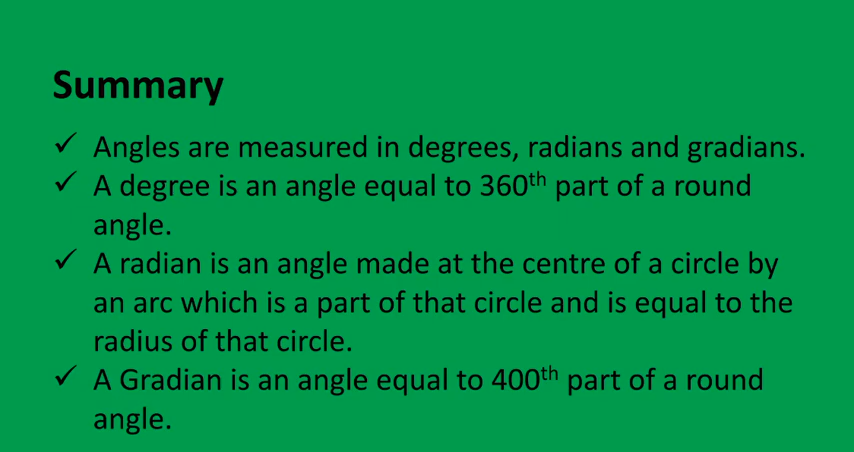 Summary
✓ Angles are measured in degrees, radians and gradians.
✓ A degree is an angle equal to 360th part of a round
angle.
✓ A radian is an angle made at the centre of a circle by
an arc which is a part of that circle and is equal to the
radius of that circle.
✓ A Gradian is an angle equal to 400th part of a round
angle.